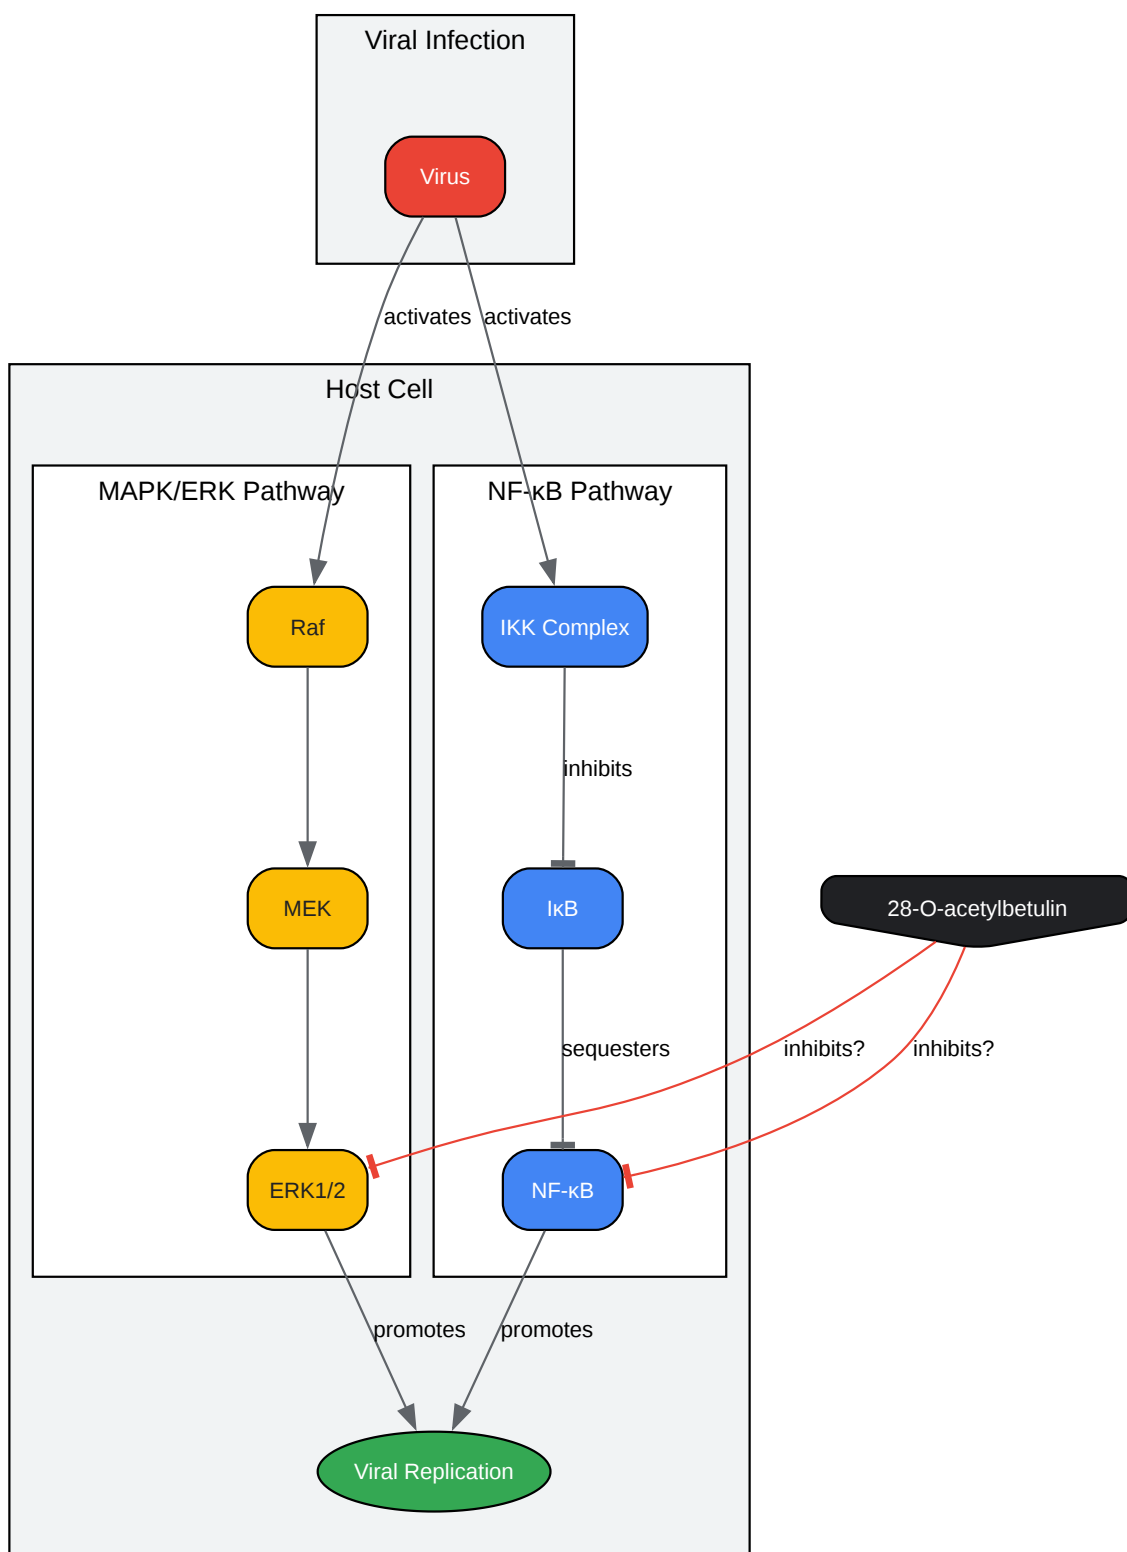 Viral Infection
Virus
activates
activates
Host Cell
MAPK/ERK Pathway
NF-κB Pathway
Raf
IKK Complex
inhibits
MEK
IκB
28-O-acetylbetulin
sequesters
inhibits?
inhibits?
ERK1/2
NF-κB
promotes
promotes
Viral Replication